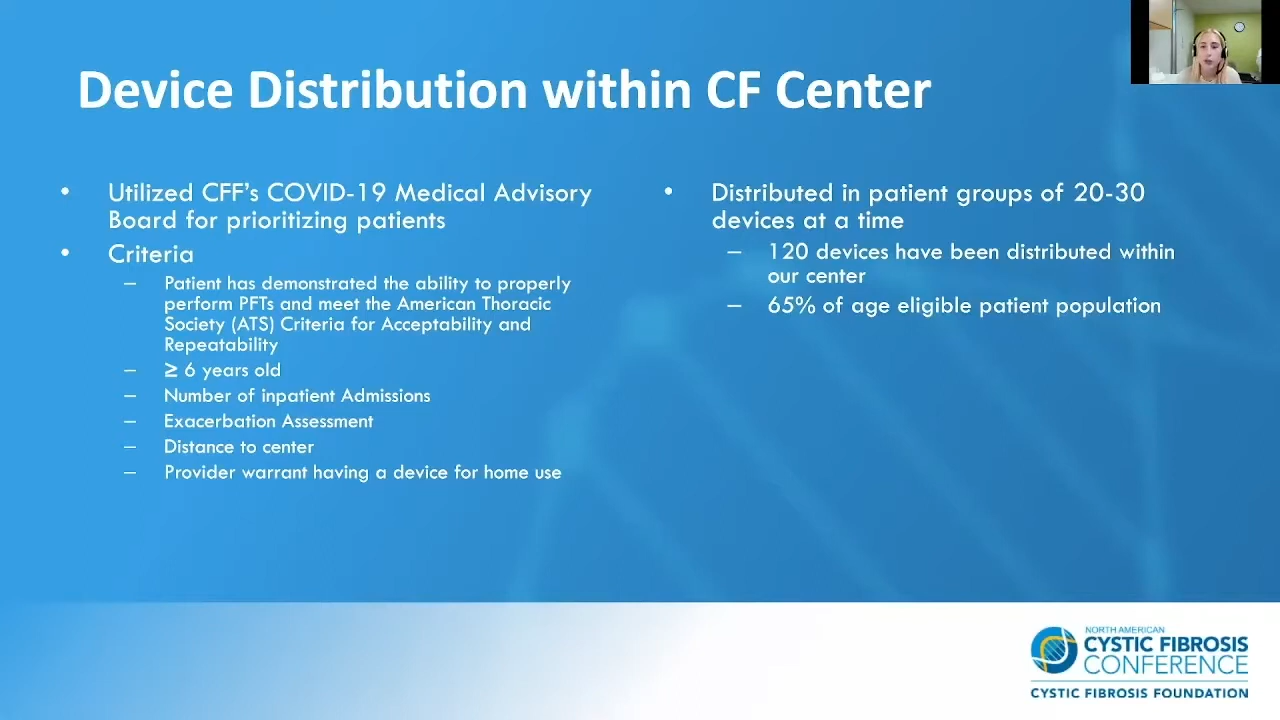 Device Distribution within CF Center
• Utilized CFF's COVID-19 Medical Advisory
Board for prioritizing patients
• Criteria
– Patient has demonstrated the ability to properly
perform PFTs and meet the American Thoracic
Society (ATS) Criteria for Acceptability and
Repeatability
– ≥ 6 years old
– Number of inpatient Admissions
– Exacerbation Assessment
– Distance to center
– Provider warrant having a device for home use
• Distributed in patient groups of 20-30
devices at a time
– 120 devices have been distributed within
our center
– 65% of age eligible patient population
NORTH AMERICAN
CYSTIC FIBROSIS
CONFERENCE
CYSTIC FIBROSIS FOUNDATION